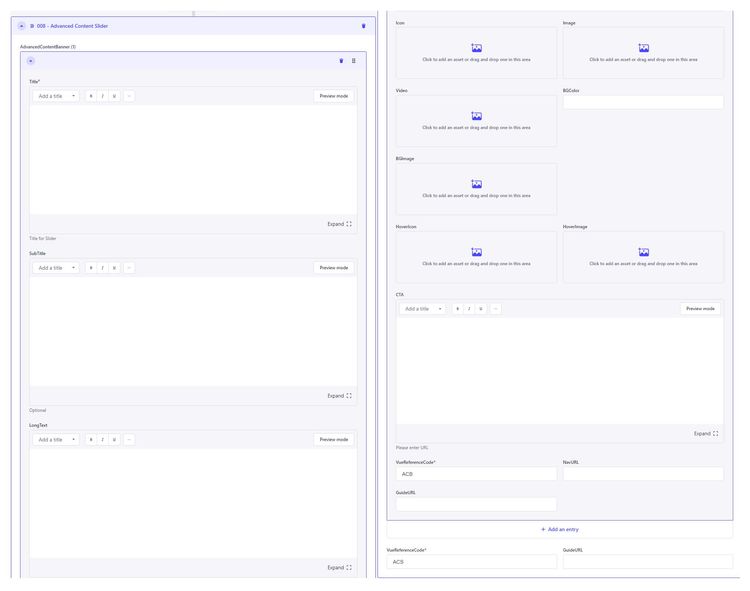 008 - Advanced Content Slider
AdvancedContentBanner (1)
Title*
Add a title B I U ... Preview mode
Expand
Title for Slider
SubTitle
Add a title B I U ... Preview mode
Expand
Optional
LongText
Add a title B I U ... Preview mode
Expand
Icon Image
Click to add an asset or drag and drop one in this area Click to add an asset or drag and drop one in this area
Video BGColor
Click to add an asset or drag and drop one in this area
BGImage
Click to add an asset or drag and drop one in this area
HoverIcon HoverImage
Click to add an asset or drag and drop one in this area Click to add an asset or drag and drop one in this area
CTA
Add a title B I U ... Preview mode
Expand
Please enter URL
VueReferenceCode* NavURL
ACB
GuideURL
+ Add an entry
VueReferenceCode* GuideURL
ACS